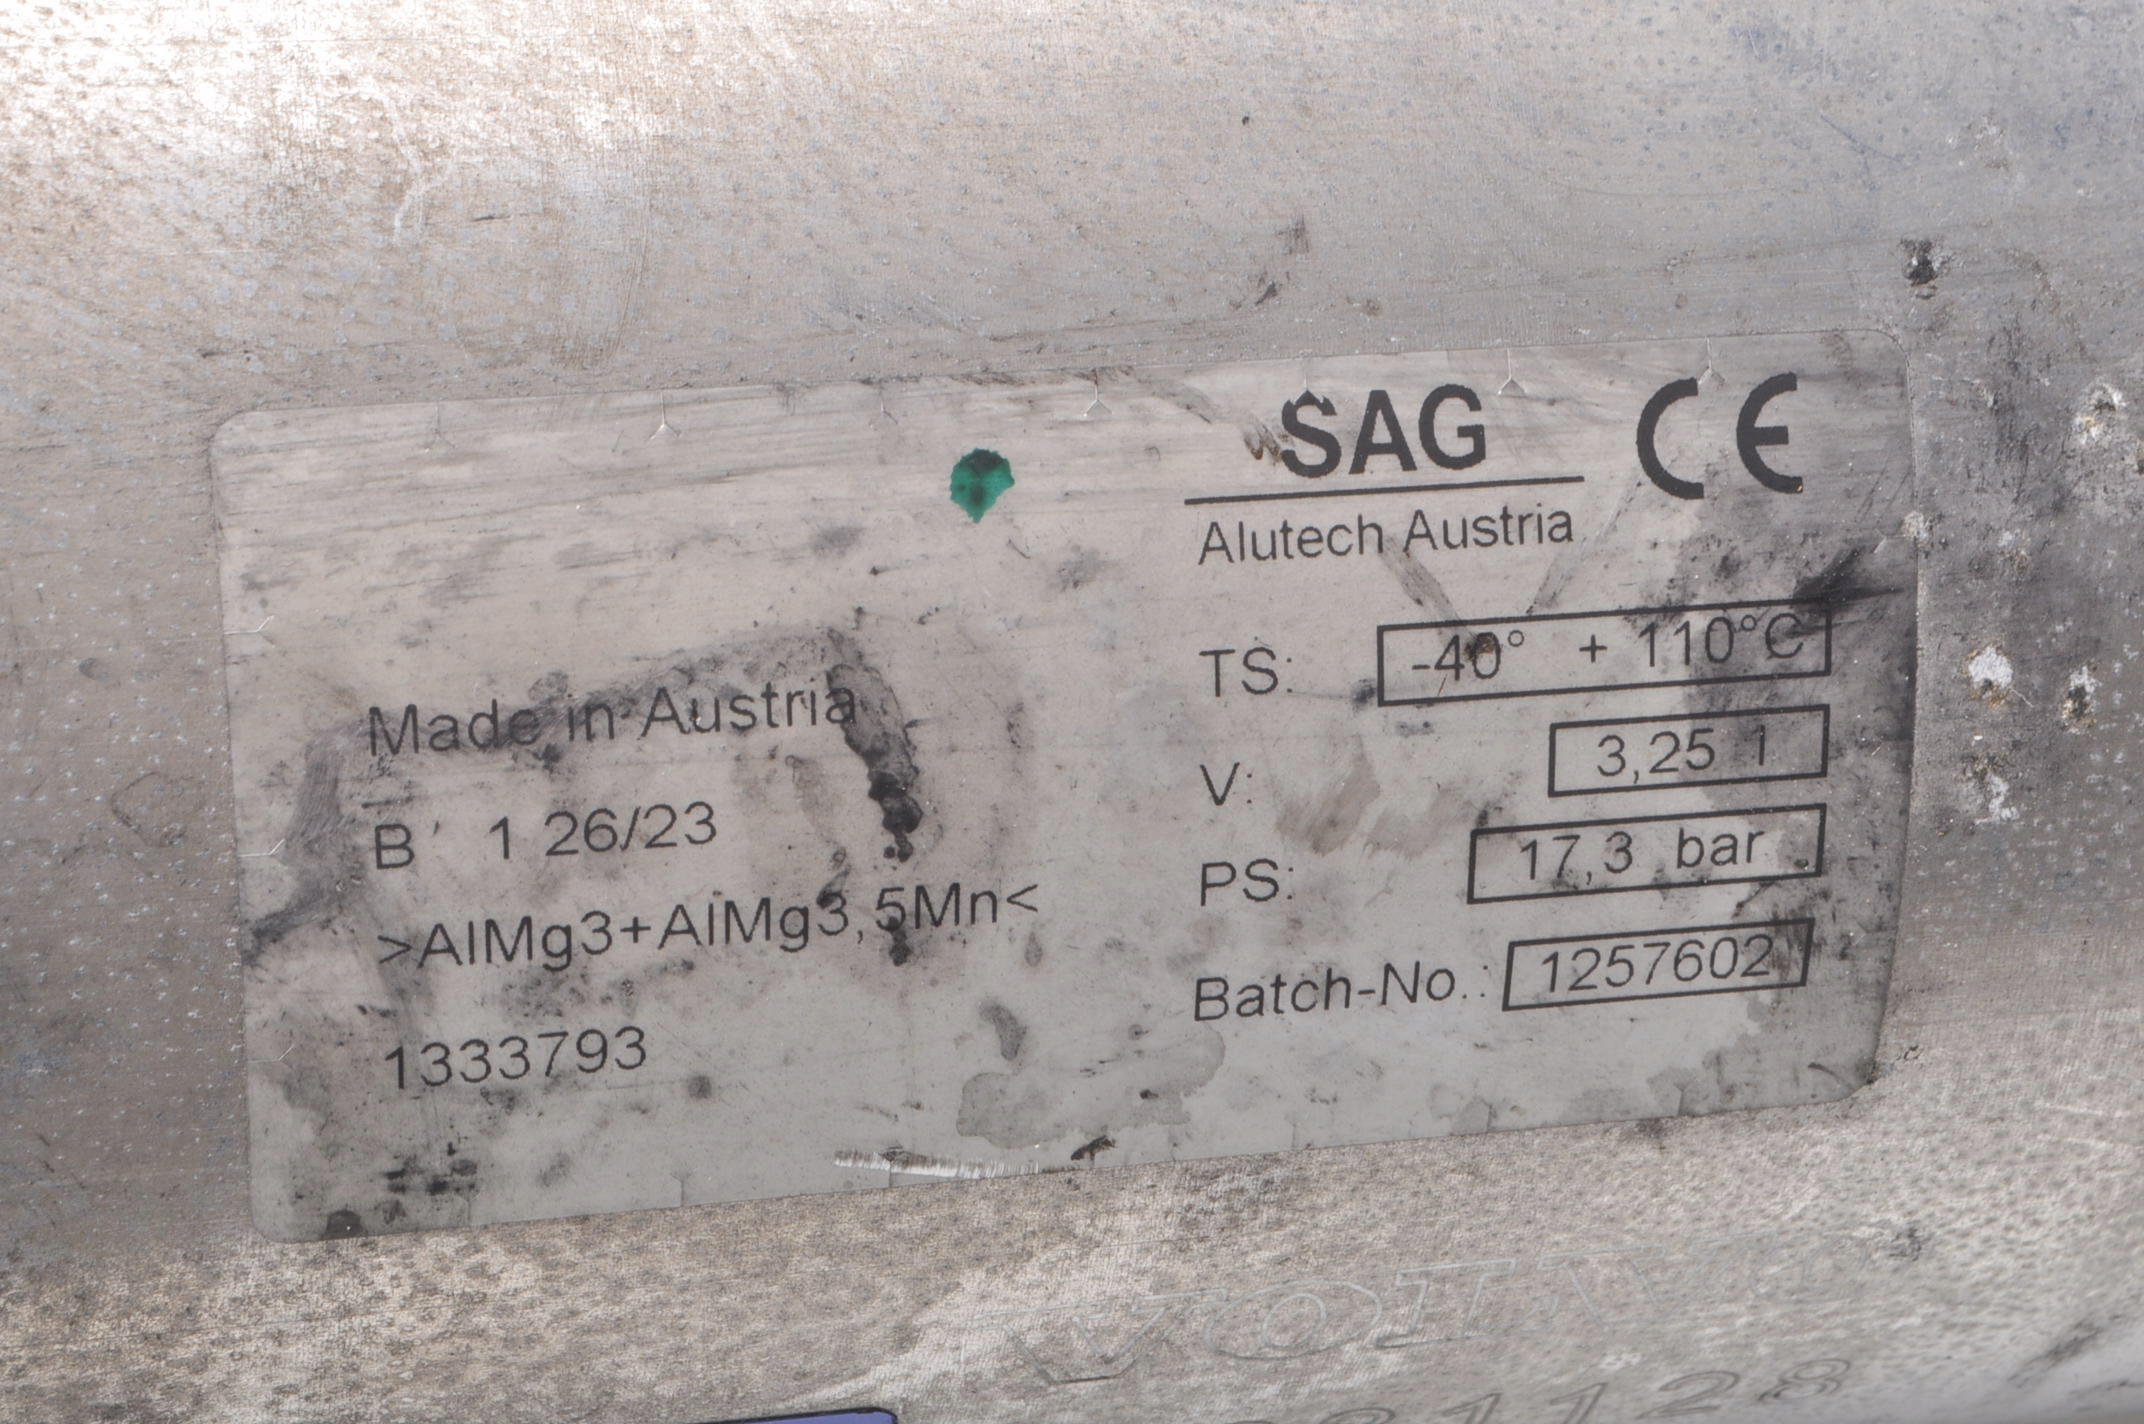 SAG CE
Alutech Austria
TS: -40° + 110°C
V: 3,25 l
PS: 17,3 bar
Batch-No.: 1257602
Made in Austria
B 1 26/23
>AlMg3+AlMg3,5Mn<
1333793